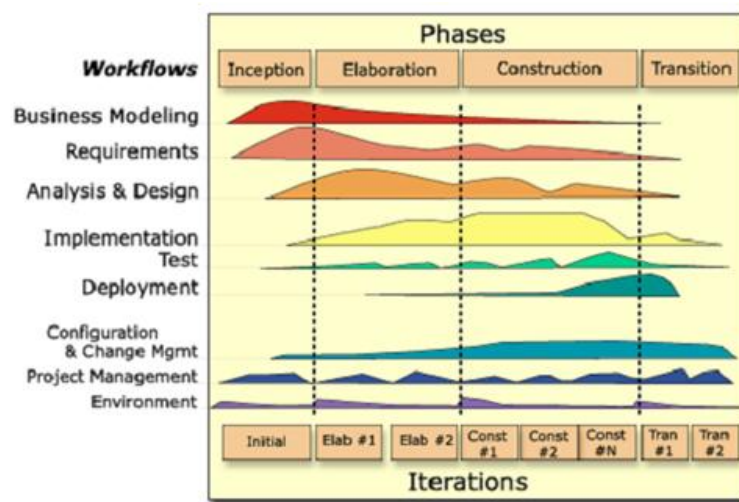 Phases
Workflows
Inception
Elaboration
Construction
Transition
Business Modeling
Requirements
Analysis & Design
Implementation
Test
Deployment
Configuration
& Change Mgmt
Project Management
Environment
Initial
Elab #1
Elab #2
Const
#1
Const
#2
Const
#N
Tran
#1
Tran
#2
Iterations